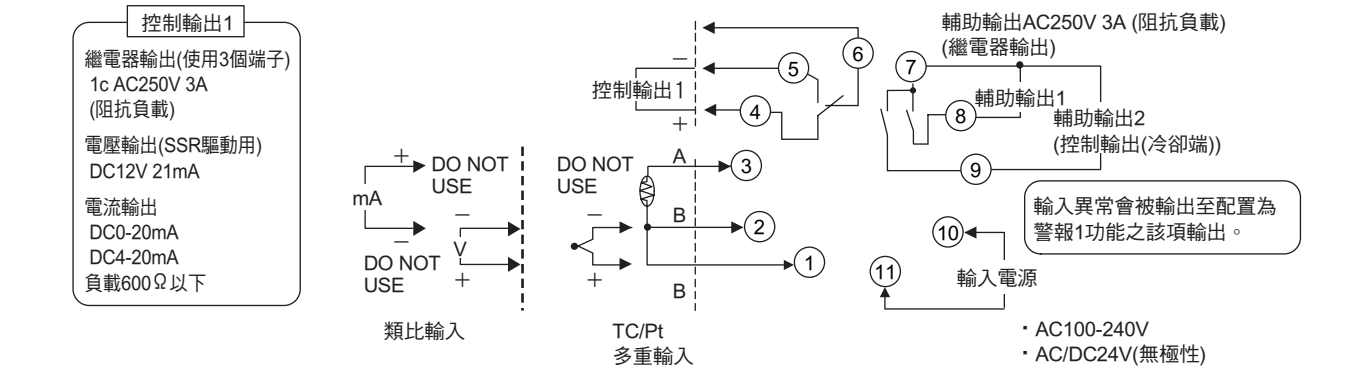 控制輸出1
繼電器輸出(使用3個端子)
1c AC250V 3A
(阻抗負載)
電壓輸出(SSR驅動用)
DC12V 21mA
電流輸出
DC0-20mA
DC4-20mA
負載600Ω以下
mA
+
DO NOT
USE
−
DO NOT
USE
−
V
+
類比輸入
控制輸出1
−
+
⑤
④
⑥
DO NOT
USE
−
+
A
B
B
③
②
①
TC/Pt
多重輸入
輔助輸出AC250V 3A (阻抗負載)
(繼電器輸出)
⑦
⑧
輔助輸出1
輔助輸出2
(控制輸出(冷卻端))
⑨
輸入異常會被輸出至配置為
警報1功能之該項輸出。
⑩
⑪
輸入電源
・AC100-240V
・AC/DC24V(無極性)